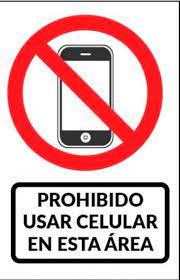 PROHIBIDO
USAR CELULAR
EN ESTA ÁREA